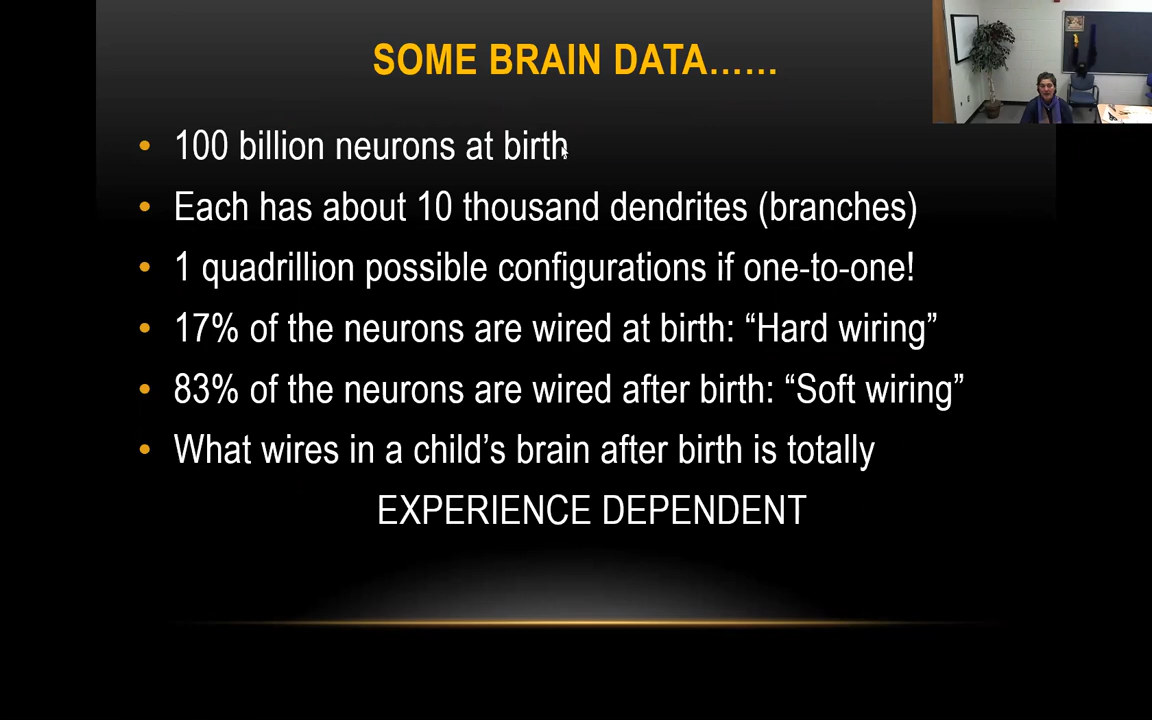 SOME BRAIN DATA……
• 100 billion neurons at birth
• Each has about 10 thousand dendrites (branches)
• 1 quadrillion possible configurations if one-to-one!
• 17% of the neurons are wired at birth: “Hard wiring”
• 83% of the neurons are wired after birth: “Soft wiring”
• What wires in a child’s brain after birth is totally
EXPERIENCE DEPENDENT